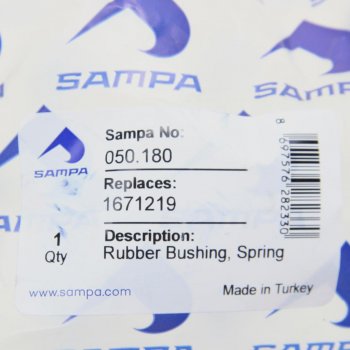 SAMPA
SAMPA
SAMPA
Sampa No:
050.180
Replaces:
1671219
1
Qty
Description:
Rubber Bushing, Spring
www.sampa.com
Made in Turkey
8 697576 282330